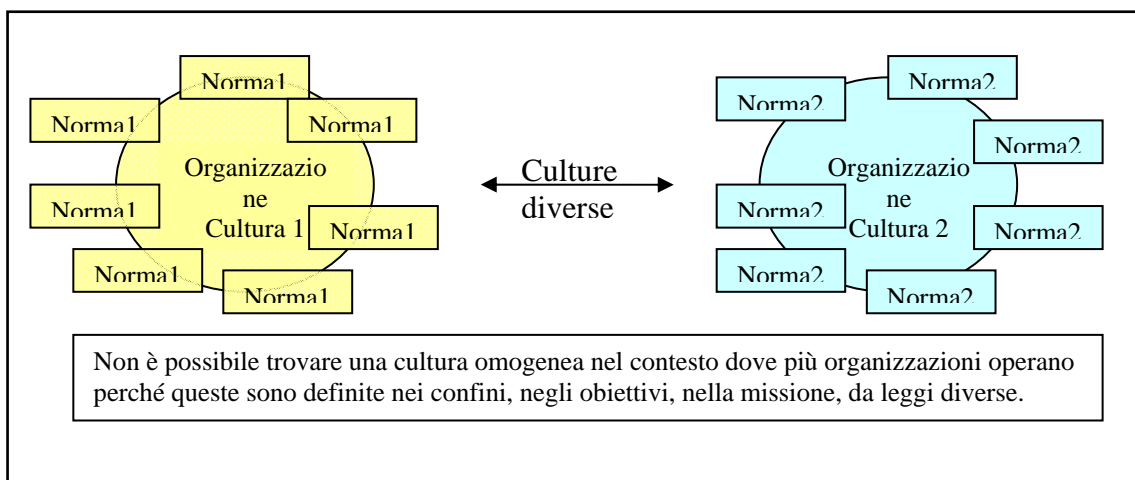 Norma1
Norma1
Norma1
Organizzazio
ne
Cultura 1
Norma1
Norma1
Norma1
Norma1
Culture
diverse
Norma2
Norma2
Norma2
Organizzazio
ne
Cultura 2
Norma2
Norma2
Norma2
Norma2
Non è possibile trovare una cultura omogenea nel contesto dove più organizzazioni operano
perché queste sono definite nei confini, negli obiettivi, nella missione, da leggi diverse.